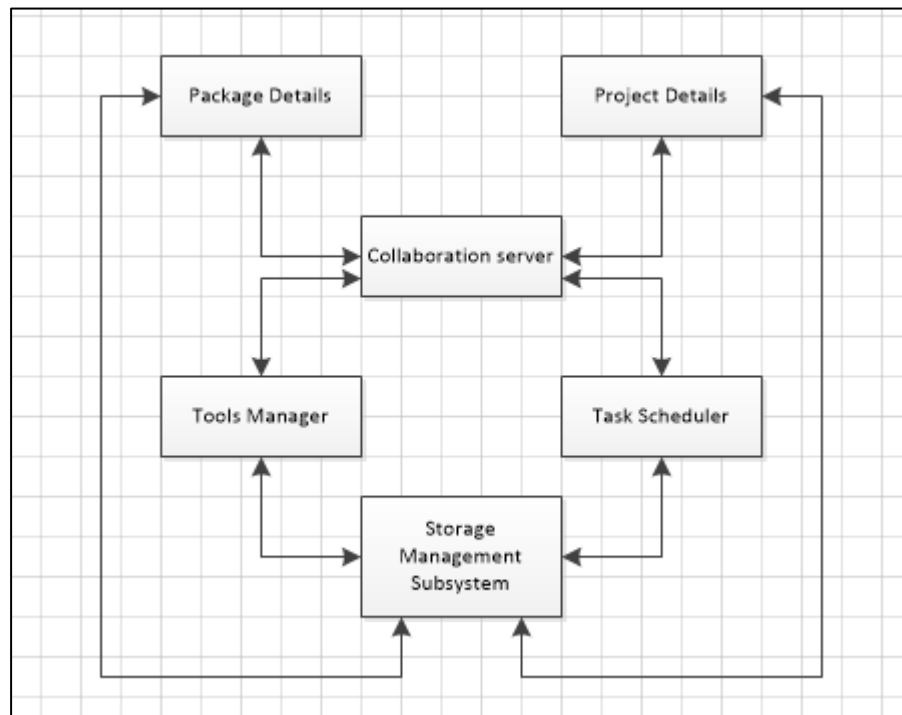 Package Details
Project Details
Collaboration server
Tools Manager
Task Scheduler
Storage
Management
Subsystem